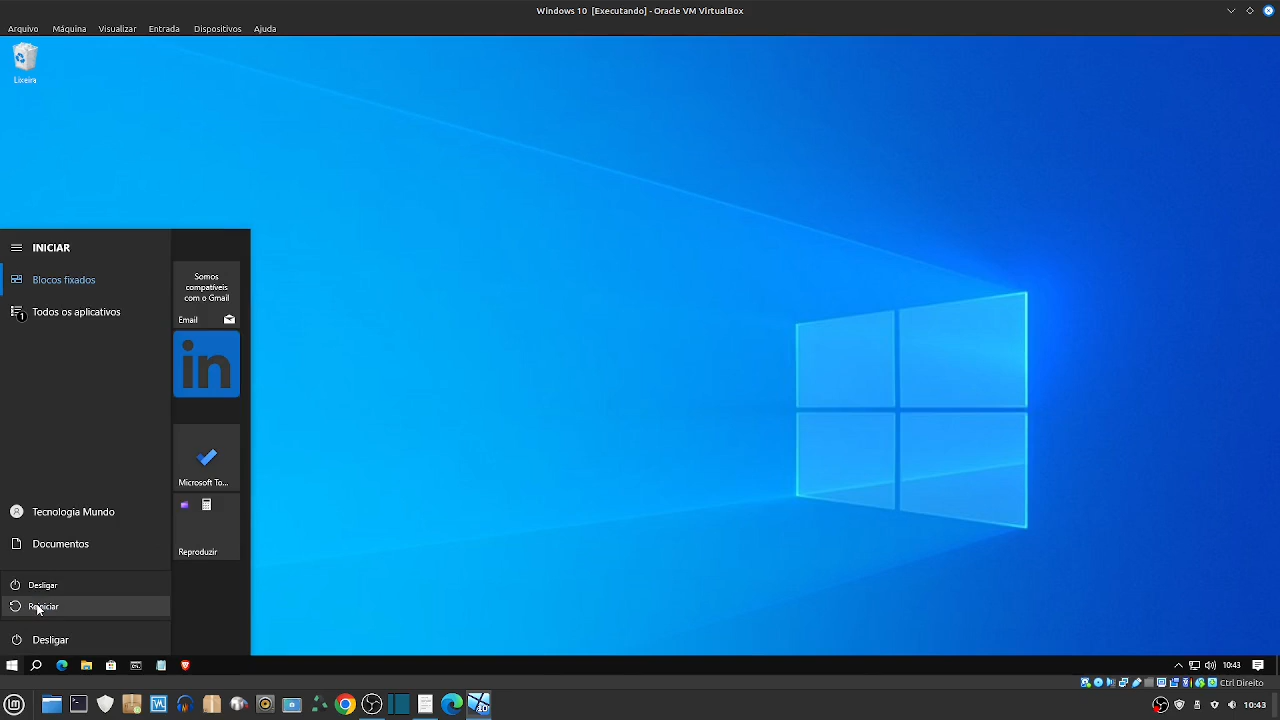 Windows 10 [Executando] - Oracle VM VirtualBox
Arquivo Máquina Visualizar Entrada Dispositivos Ajuda
Lixeira
INICIAR
Blocos fixados
Todos os aplicativos
1
Somos
compatíveis
com o Gmail
Email
in
Microsoft To...
Reproduzir
Tecnologia Mundo
Documentos
Desligar
Reiniciar
Desligar
10:43
Ctrl Direito
10:43